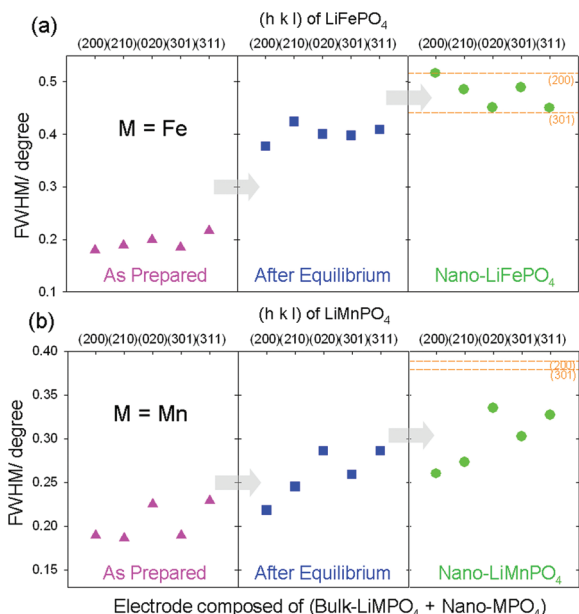 (h k l) of LiFePO4
(a)
(200)(210)(020)(301)(311) (200)(210)(020)(301)(311) (200)(210)(020)(301)(311)
0.5
0.4
0.3
0.2
0.1
FWHM/ degree
M = Fe
(200)
(301)
As Prepared After Equilibrium Nano-LiFePO4
(h k l) of LiMnPO4
(b)
(200)(210)(020)(301)(311) (200)(210)(020)(301)(311) (200)(210)(020)(301)(311)
0.40
0.35
0.30
0.25
0.20
0.15
FWHM/ degree
M = Mn
(200)
(301)
As Prepared After Equilibrium Nano-LiMnPO4
Electrode composed of (Bulk-LiMPO4 + Nano-MPO4)